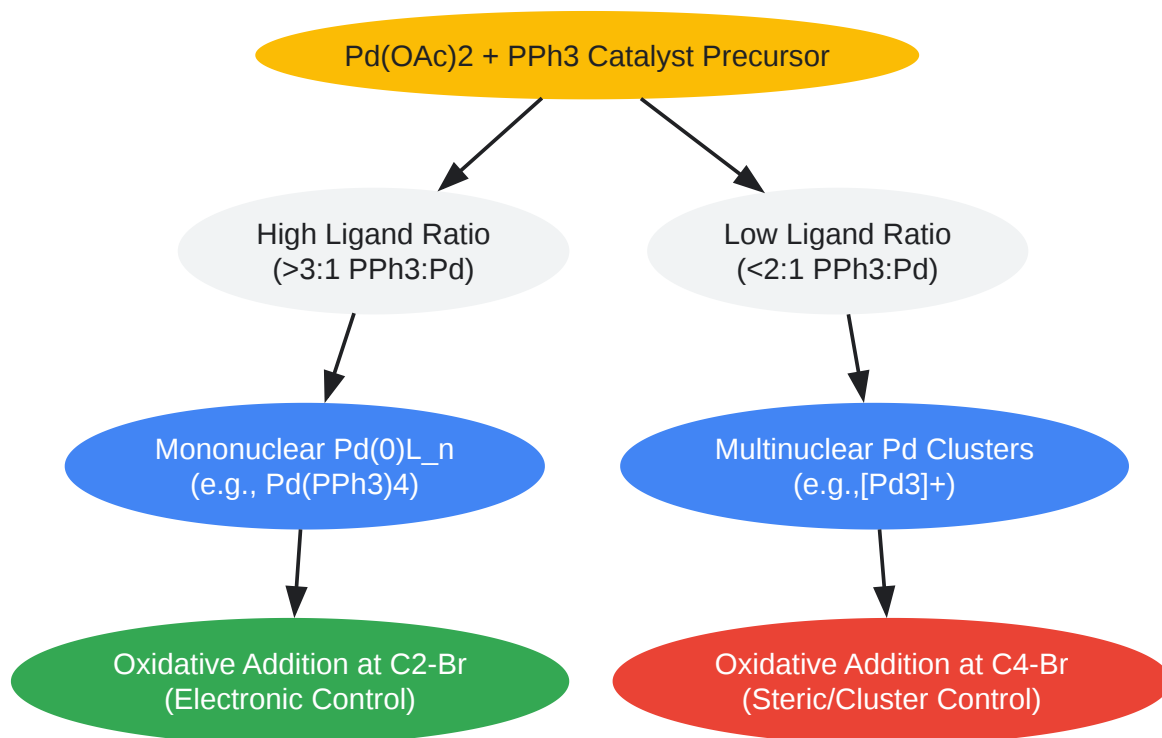 Pd(OAc)2 + PPh3 Catalyst Precursor
High Ligand Ratio
(>3:1 PPh3:Pd)
Low Ligand Ratio
(<2:1 PPh3:Pd)
Mononuclear Pd(0)L_n
(e.g., Pd(PPh3)4)
Multinuclear Pd Clusters
(e.g.,[Pd3]+)
Oxidative Addition at C2-Br
(Electronic Control)
Oxidative Addition at C4-Br
(Steric/Cluster Control)